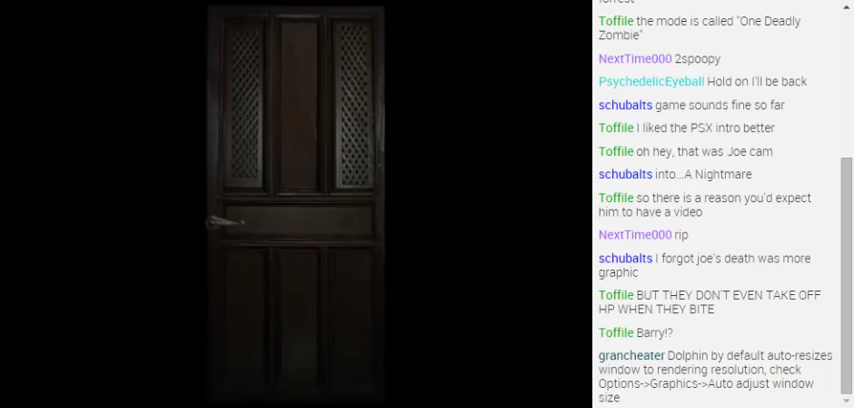 Toffile the mode is called "One Deadly
Zombie"
NextTime000 2spoopy
PsychedelicEyeball Hold on I'll be back
schubalts game sounds fine so far
Toffile I liked the PSX intro better
Toffile oh hey, that was Joe cam
schubalts into...A Nightmare
Toffile so there is a reason you'd expect
him to have a video
NextTime000 rip
schubalts I forgot joe's death was more
graphic
Toffile BUT THEY DON'T EVEN TAKE OFF
HP WHEN THEY BITE
Toffile Barry!?
grancheater Dolphin by default auto-resizes
window to rendering resolution, check
Options->Graphics->Auto adjust window
size